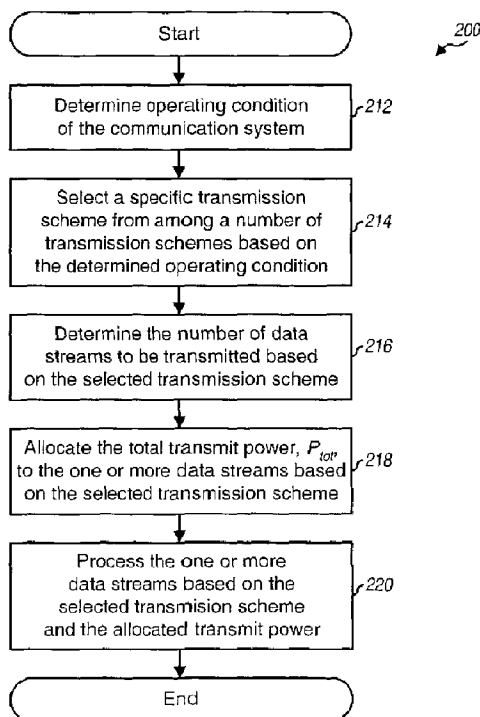 Start
200
Determine operating condition
of the communication system
212
Select a specific transmission
scheme from among a number of
transmission schemes based on
the determined operating condition
214
Determine the number of data
streams to be transmitted based
on the selected transmission scheme
216
Allocate the total transmit power, Ptot,
to the one or more data streams based
on the selected transmission scheme
218
Process the one or more
data streams based on the
selected transmision scheme
and the allocated transmit power
220
End